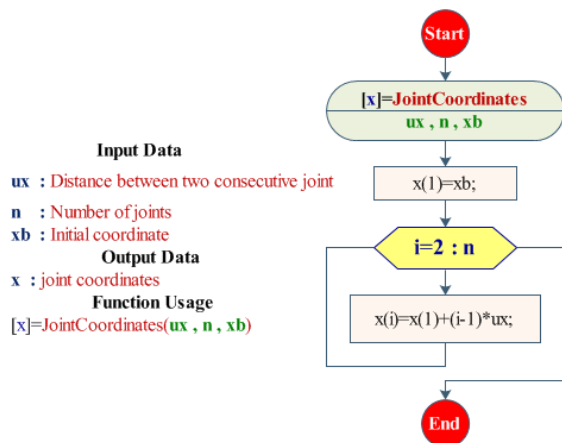 Input Data
ux : Distance between two consecutive joint
n : Number of joints
xb : Initial coordinate
Output Data
x : joint coordinates
Function Usage
[x]=JointCoordinates(ux , n , xb)
Start
[x]=JointCoordinates
ux , n , xb
x(1)=xb;
i=2 : n
x(i)=x(1)+(i-1)*ux;
End